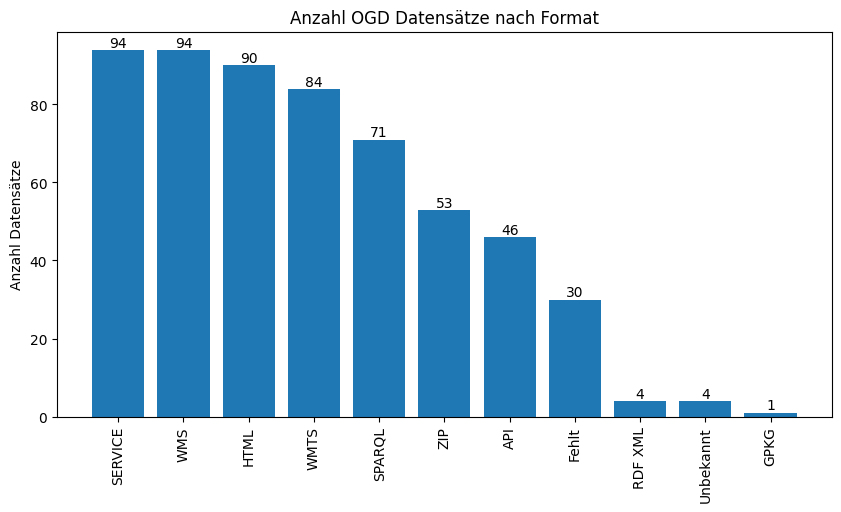 Anzahl OGD Datensätze nach Format
Anzahl Datensätze
80
60
40
20
0
94
94
90
84
71
53
46
30
4
4
1
SERVICE
WMS
HTML
WMTS
SPARQL
ZIP
API
Fehlt
RDF XML
Unbekannt
GPKG